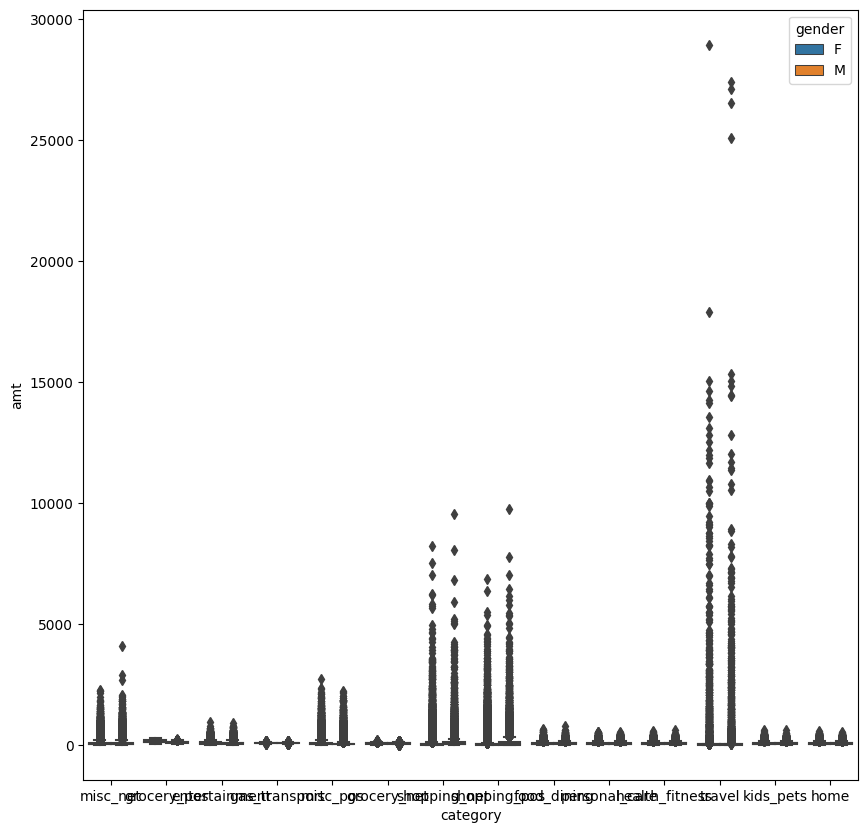 30000
25000
20000
15000
10000
5000
0
amt
gender
F
M
misc_net grocery_pos entertainment gas_transport misc_pos grocery_net shopping_net shopping_pos food_dining personal_care health_fitness travel kids_pets home
category